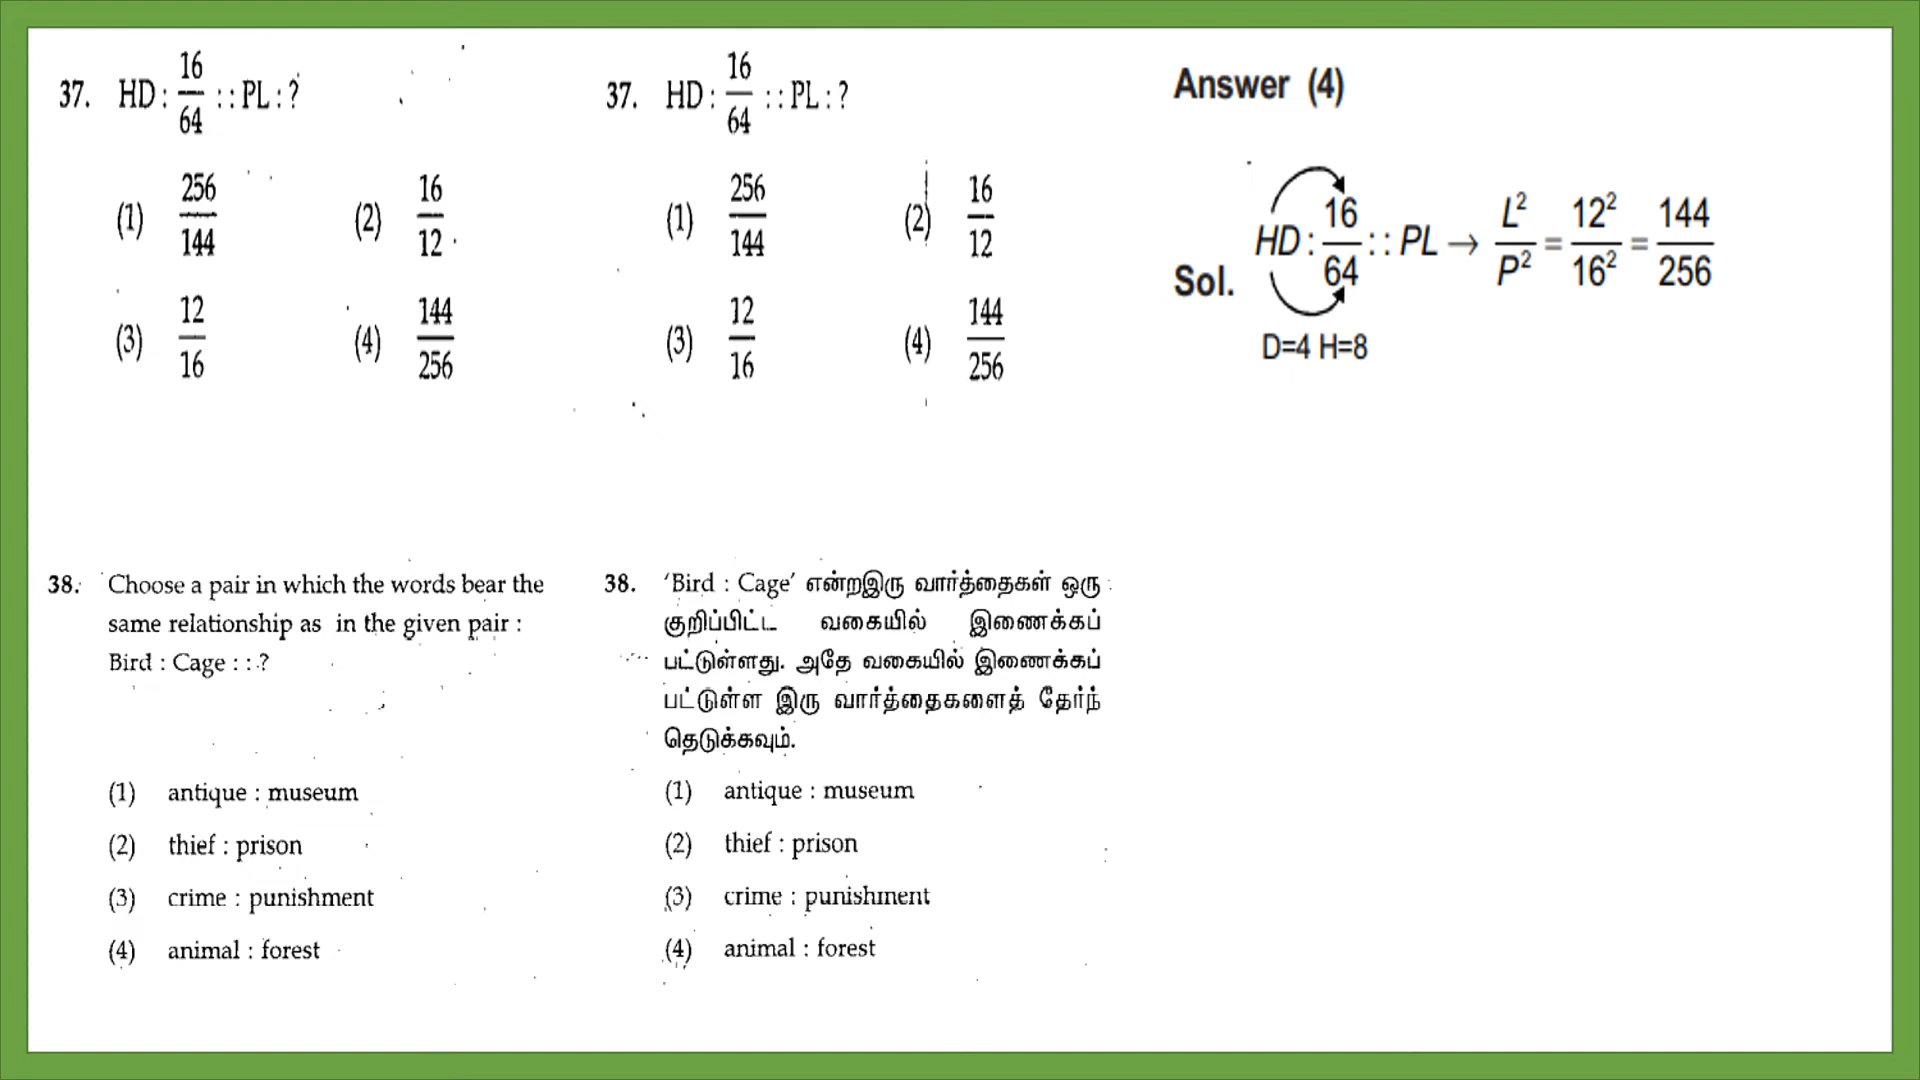 37. HD : 16/64 : : PL : ?
(1) 256/144 (2) 16/12
(3) 12/16 (4) 144/256
37. HD : 16/64 : : PL : ?
(1) 256/144 (2) 16/12
(3) 12/16 (4) 144/256
Answer (4)
Sol. HD : 16/64 : : PL → L²/P² = 12²/16² = 144/256
D=4 H=8
38. Choose a pair in which the words bear the
same relationship as in the given pair :
Bird : Cage : : ?
(1) antique : museum
(2) thief : prison
(3) crime : punishment
(4) animal : forest
38. ‘Bird : Cage’ என்றஇரு வார்த்தைகள் ஒரு
குறிப்பிட்ட வகையில் இணைக்கப்
பட்டுள்ளது. அதே வகையில் இணைக்கப்
பட்டுள்ள இரு வார்த்தைகளைத் தேர்ந்
தெடுக்கவும்.
(1) antique : museum
(2) thief : prison
(3) crime : punishment
(4) animal : forest